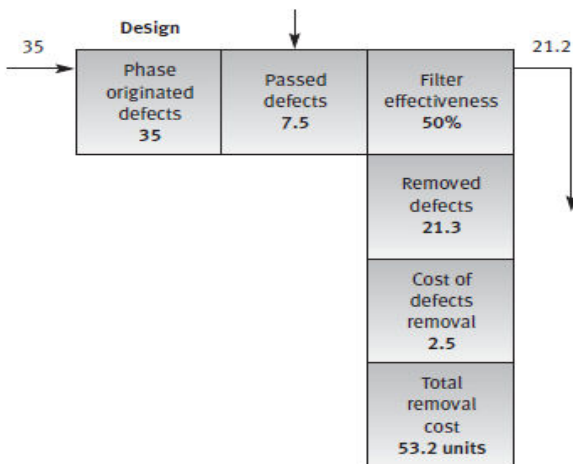 Design
35
21.2
Phase
originated
defects
35
Passed
defects
7.5
Filter
effectiveness
50%
Removed
defects
21.3
Cost of
defects
removal
2.5
Total
removal
cost
53.2 units